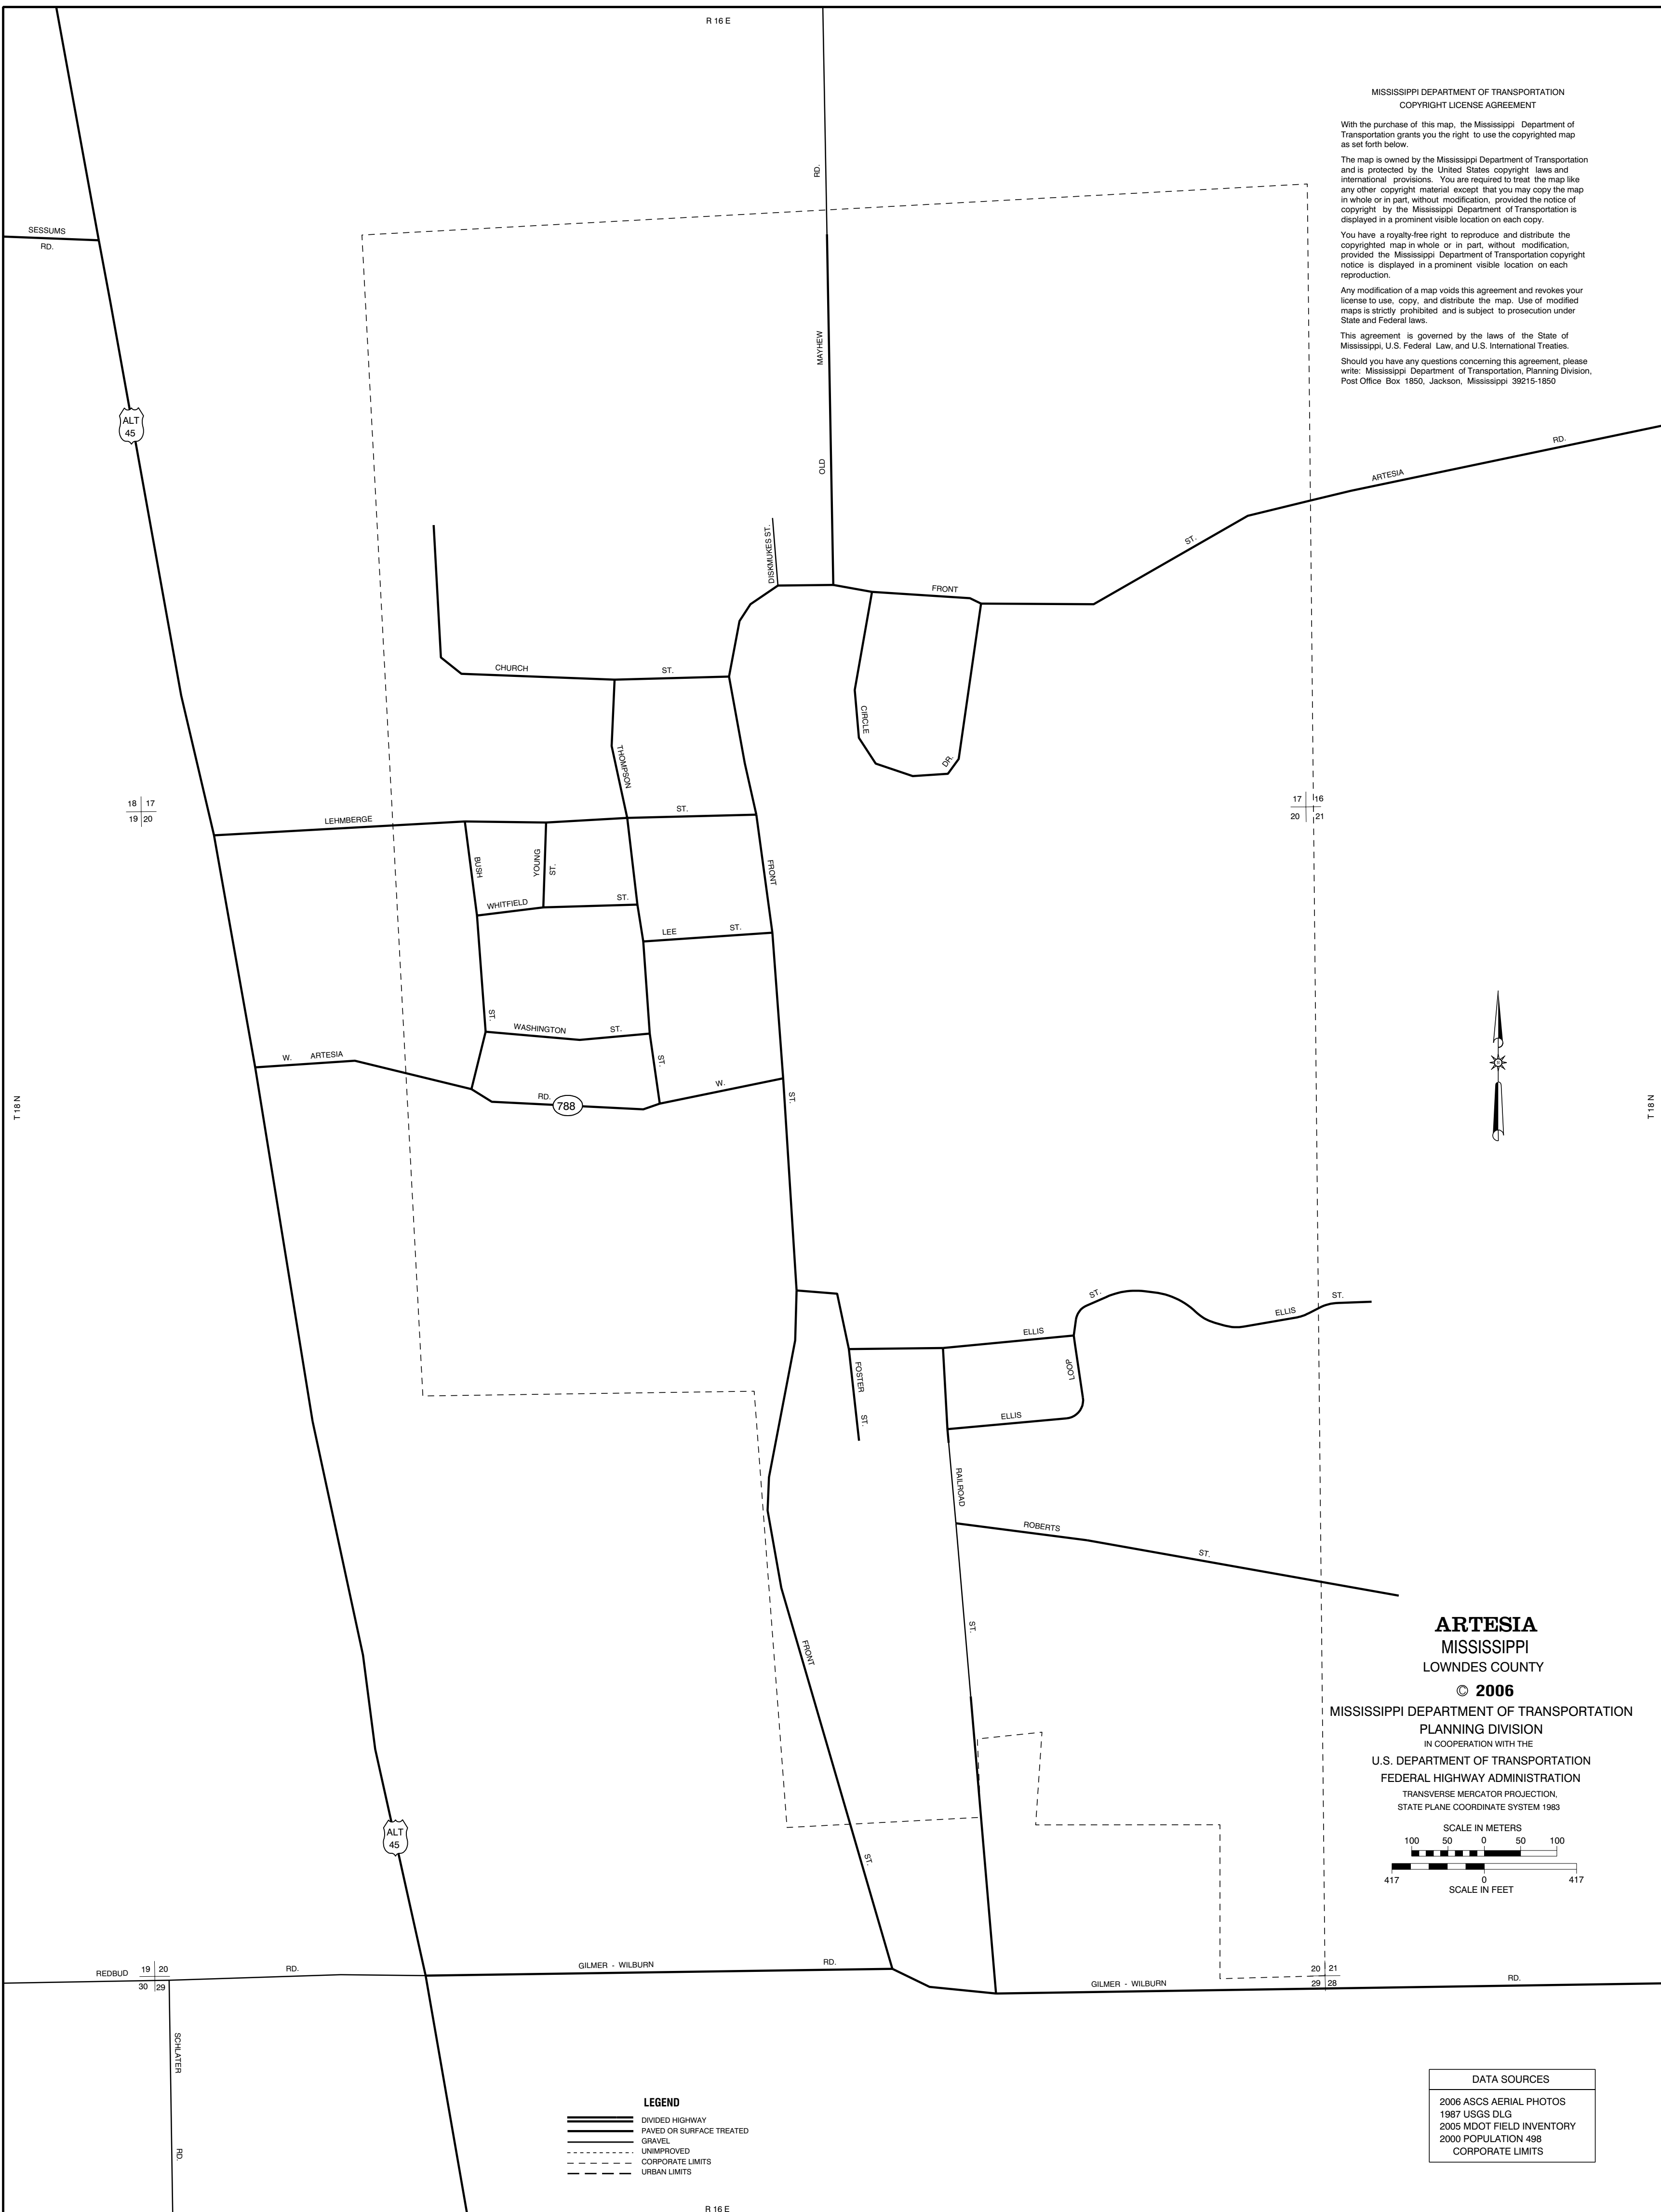 R 16 E
MISSISSIPPI DEPARTMENT OF TRANSPORTATION
COPYRIGHT LICENSE AGREEMENT
With the purchase of this map, the Mississippi Department of
Transportation grants you the right to use the copyrighted map
as set forth below.
The map is owned by the Mississippi Department of Transportation
and is protected by the United States copyright laws and
international provisions. You are required to treat the map like
any other copyright material except that you may copy the map
in whole or in part, without modification, provided the notice of
copyright by the Mississippi Department of Transportation is
displayed in a prominent visible location on each copy.
You have a royalty-free right to reproduce and distribute the
copyrighted map in whole or in part, without modification,
provided the Mississippi Department of Transportation copyright
notice is displayed in a prominent visible location on each
reproduction.
Any modification of a map voids this agreement and revokes your
license to use, copy, and distribute the map. Use of modified
maps is strictly prohibited and is subject to prosecution under
State and Federal laws.
This agreement is governed by the laws of the State of
Mississippi, U.S. Federal Law, and U.S. International Treaties.
Should you have any questions concerning this agreement, please
write: Mississippi Department of Transportation, Planning Division,
Post Office Box 1850, Jackson, Mississippi 39215-1850
SESSUMS
RD.
ALT
45
OLD MAYHEW RD.
ARTESIA RD.
DISKMUKES ST.
FRONT ST.
CHURCH ST.
CIRCLE DR.
THOMPSON
18 17
19 20
17 16
20 21
LEHMBERGE ST.
BUSH
YOUNG
ST.
FRONT
WHITFIELD ST.
LEE ST.
ST.
WASHINGTON ST.
ST.
W. ARTESIA
RD.
788
W.
ST.
T 18 N
T 18 N
ST.
ELLIS ST.
ELLIS
LOOP
FOSTER
ST.
ELLIS
RAILROAD
ROBERTS ST.
ST.
FRONT
ST.
ARTESIA
MISSISSIPPI
LOWNDES COUNTY
© 2006
MISSISSIPPI DEPARTMENT OF TRANSPORTATION
PLANNING DIVISION
IN COOPERATION WITH THE
U.S. DEPARTMENT OF TRANSPORTATION
FEDERAL HIGHWAY ADMINISTRATION
TRANSVERSE MERCATOR PROJECTION,
STATE PLANE COORDINATE SYSTEM 1983
SCALE IN METERS
100 50 0 50 100
417 0 417
SCALE IN FEET
ALT
45
REDBUD
19 20
30 29
RD.
GILMER - WILBURN RD.
GILMER - WILBURN RD.
20 21
29 28
SCHLATER
RD.
LEGEND
DIVIDED HIGHWAY
PAVED OR SURFACE TREATED
GRAVEL
UNIMPROVED
CORPORATE LIMITS
URBAN LIMITS
DATA SOURCES
2006 ASCS AERIAL PHOTOS
1987 USGS DLG
2005 MDOT FIELD INVENTORY
2000 POPULATION 498
CORPORATE LIMITS
R 16 E